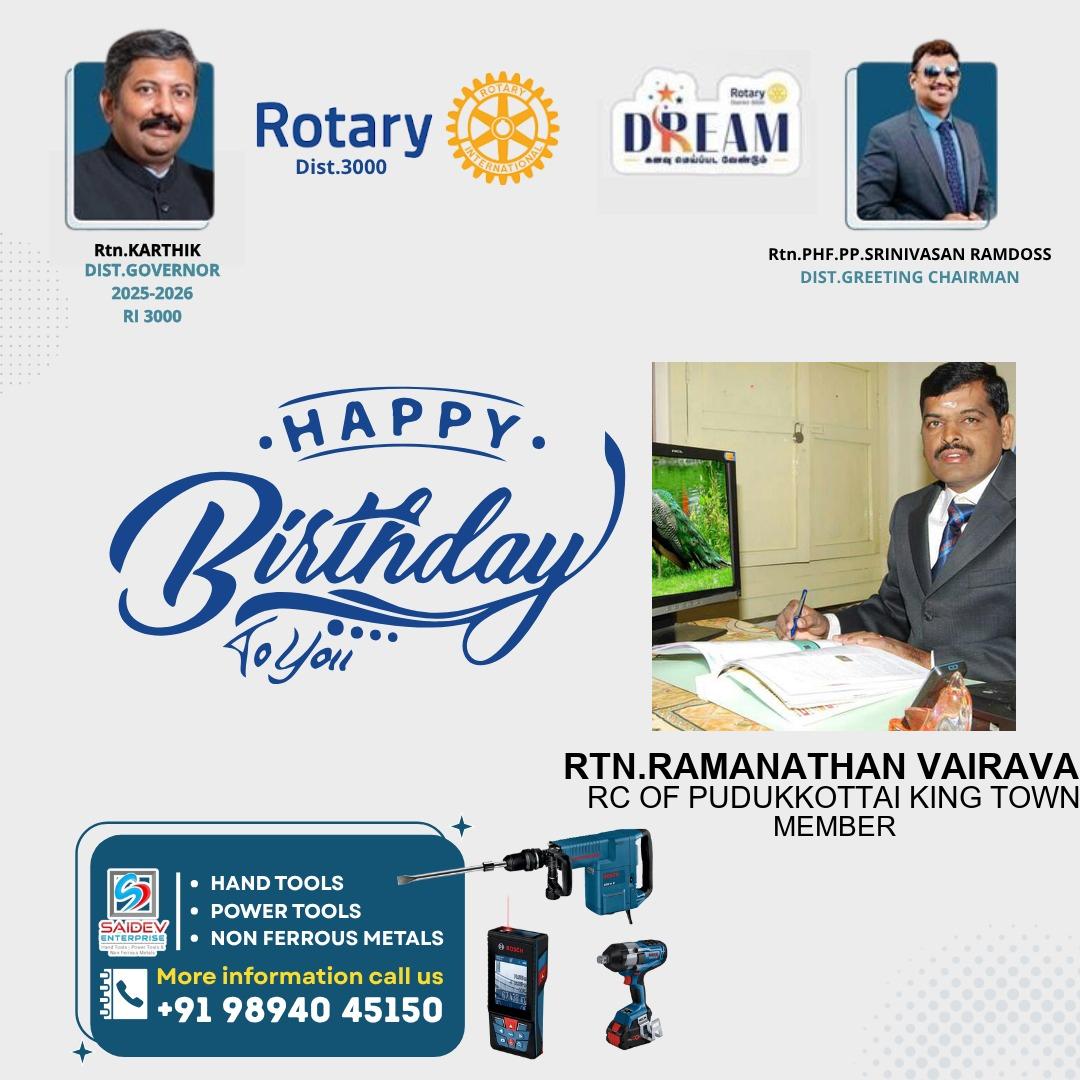 Rotary
Dist.3000
ROTARY
INTERNATIONAL
Rotary
DREAM
கனவு மெய்ப்பட வேண்டும்
Rtn.KARTHIK
DIST.GOVERNOR
2025-2026
RI 3000
Rtn.PHF.PP.SRINIVASAN RAMDOSS
DIST.GREETING CHAIRMAN
HAPPY
Birthday
To You
RTN.RAMANATHAN VAIRAVA
RC OF PUDUKKOTTAI KING TOWN
MEMBER
SAIDEV
ENTERPRISE
Hand Tools | Power Tools &
Non Ferrous Metals
• HAND TOOLS
• POWER TOOLS
• NON FERROUS METALS
More information call us
+91 98940 45150
BOSCH